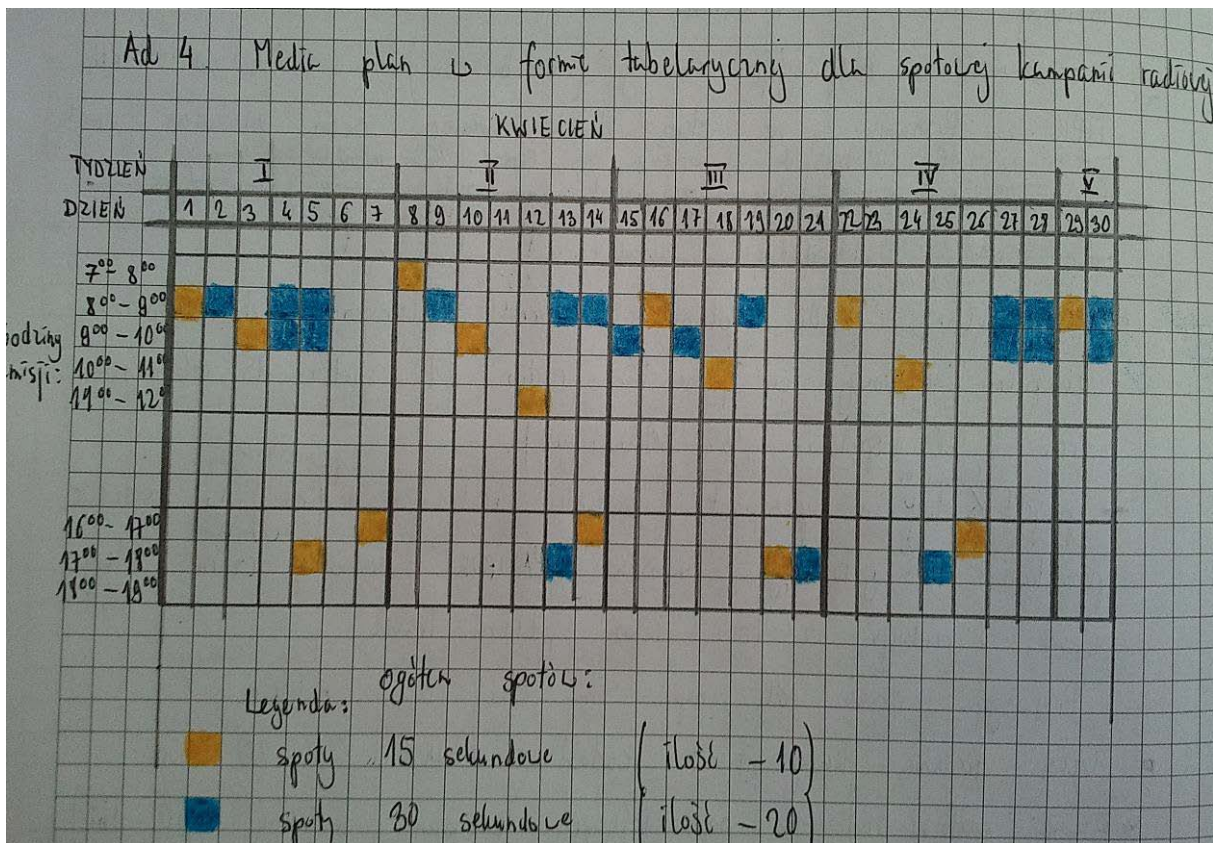 Ad 4 Media plan w formie tabelarycznej dla spotowej kampanii radiowej
KWIECIEŃ
TYDZIEŃ I II III IV V
DZIEŃ 1 2 3 4 5 6 7 8 9 10 11 12 13 14 15 16 17 18 19 20 21 22 23 24 25 26 27 28 29 30
7⁰⁰- 8⁰⁰
8⁰⁰- 9⁰⁰
odziny 9⁰⁰ - 10⁰⁰
misji: 10⁰⁰ - 11⁰⁰
- 12⁰
16⁰⁰- 17⁰⁰
17⁰⁰ - 18⁰⁰
18⁰⁰ - 19⁰⁰
Ogółem spotów:
Legenda:
spoty 15 sekundowe (ilość - 10)
spoty 30 sekundowe (ilość - 20)